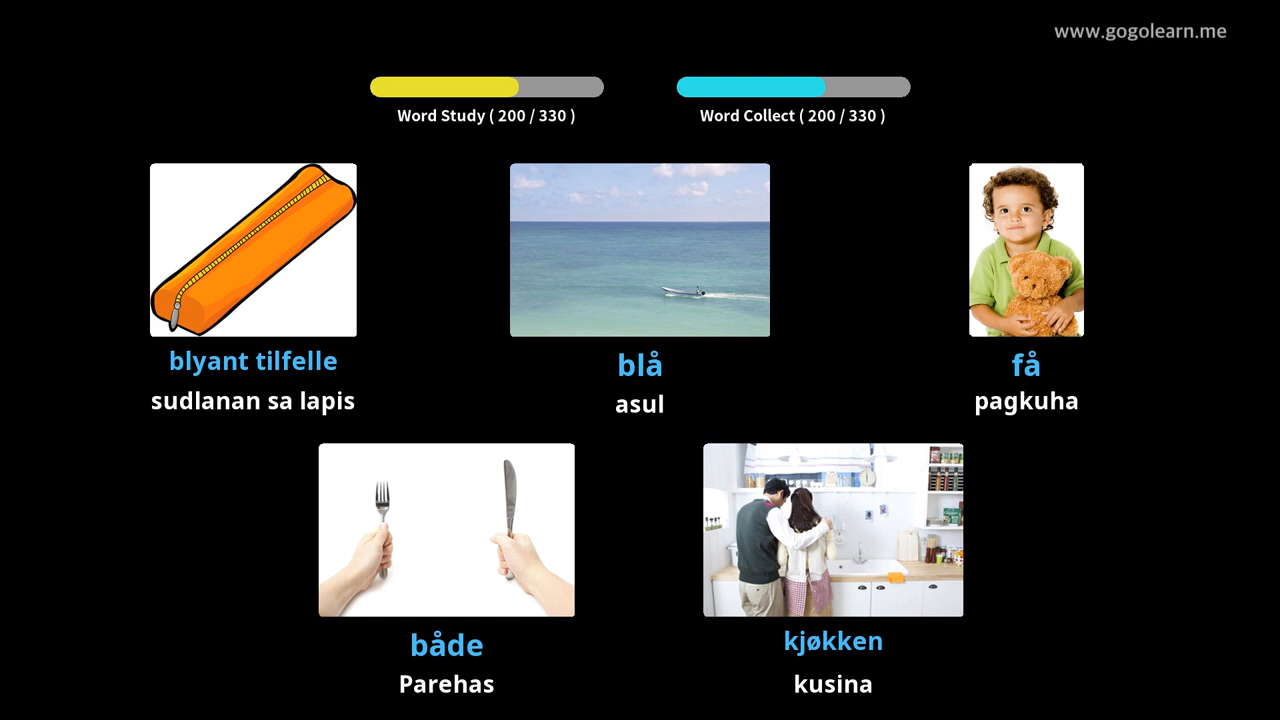 www.gogolearn.me
Word Study ( 200 / 330 )
Word Collect ( 200 / 330 )
blyant tilfelle
sudlanan sa lapis
blå
asul
få
pagkuha
både
Parehas
kjøkken
kusina